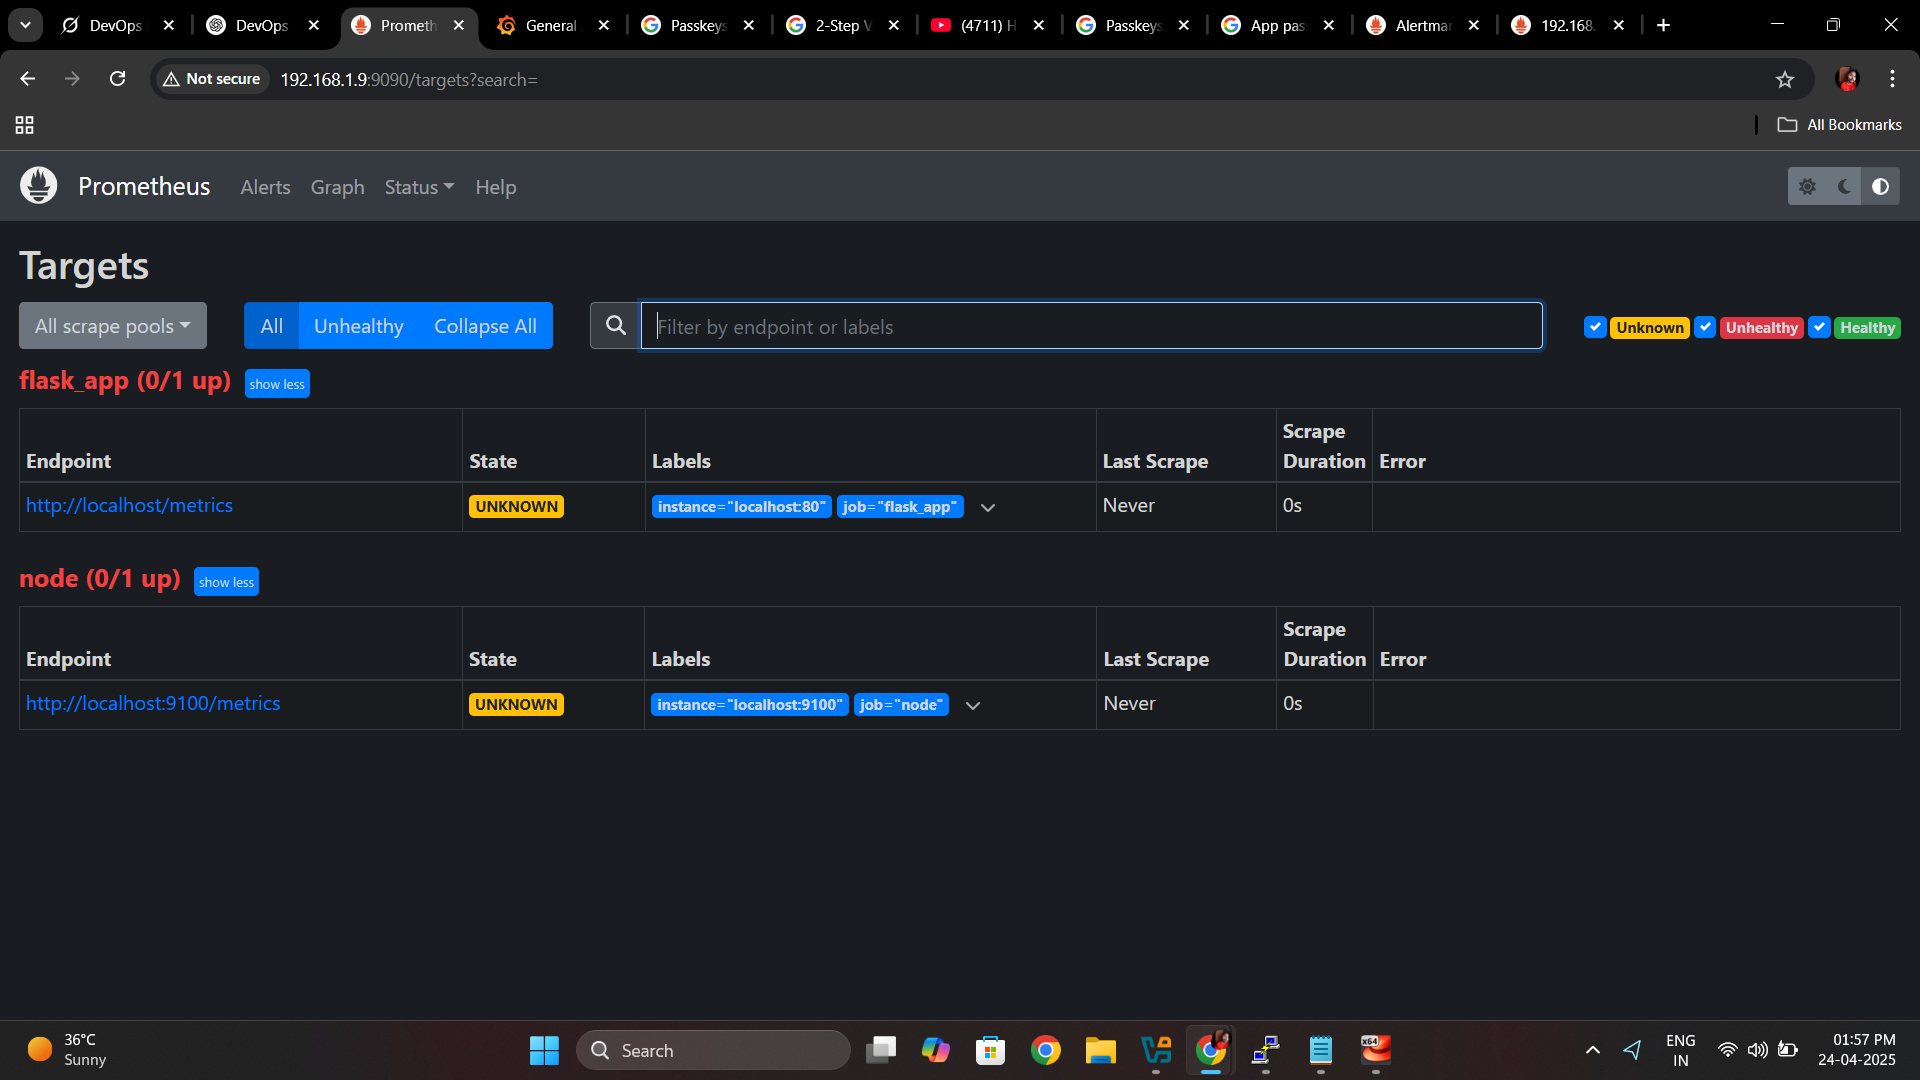 DevOps
DevOps
Prometh
General
Passkeys
2-Step V
(4711) H
Passkeys
App pas
Alertmar
192.168.
Not secure
192.168.1.9:9090/targets?search=
All Bookmarks
Prometheus
Alerts
Graph
Status
Help
Targets
All scrape pools
All
Unhealthy
Collapse All
Filter by endpoint or labels
Unknown
Unhealthy
Healthy
flask_app (0/1 up)
show less
Endpoint
State
Labels
Last Scrape
Scrape Duration
Error
http://localhost/metrics
UNKNOWN
instance="localhost:80"
job="flask_app"
Never
0s
node (0/1 up)
show less
Endpoint
State
Labels
Last Scrape
Scrape Duration
Error
http://localhost:9100/metrics
UNKNOWN
instance="localhost:9100"
job="node"
Never
0s
36°C
Sunny
Search
x64
ENG
IN
01:57 PM
24-04-2025